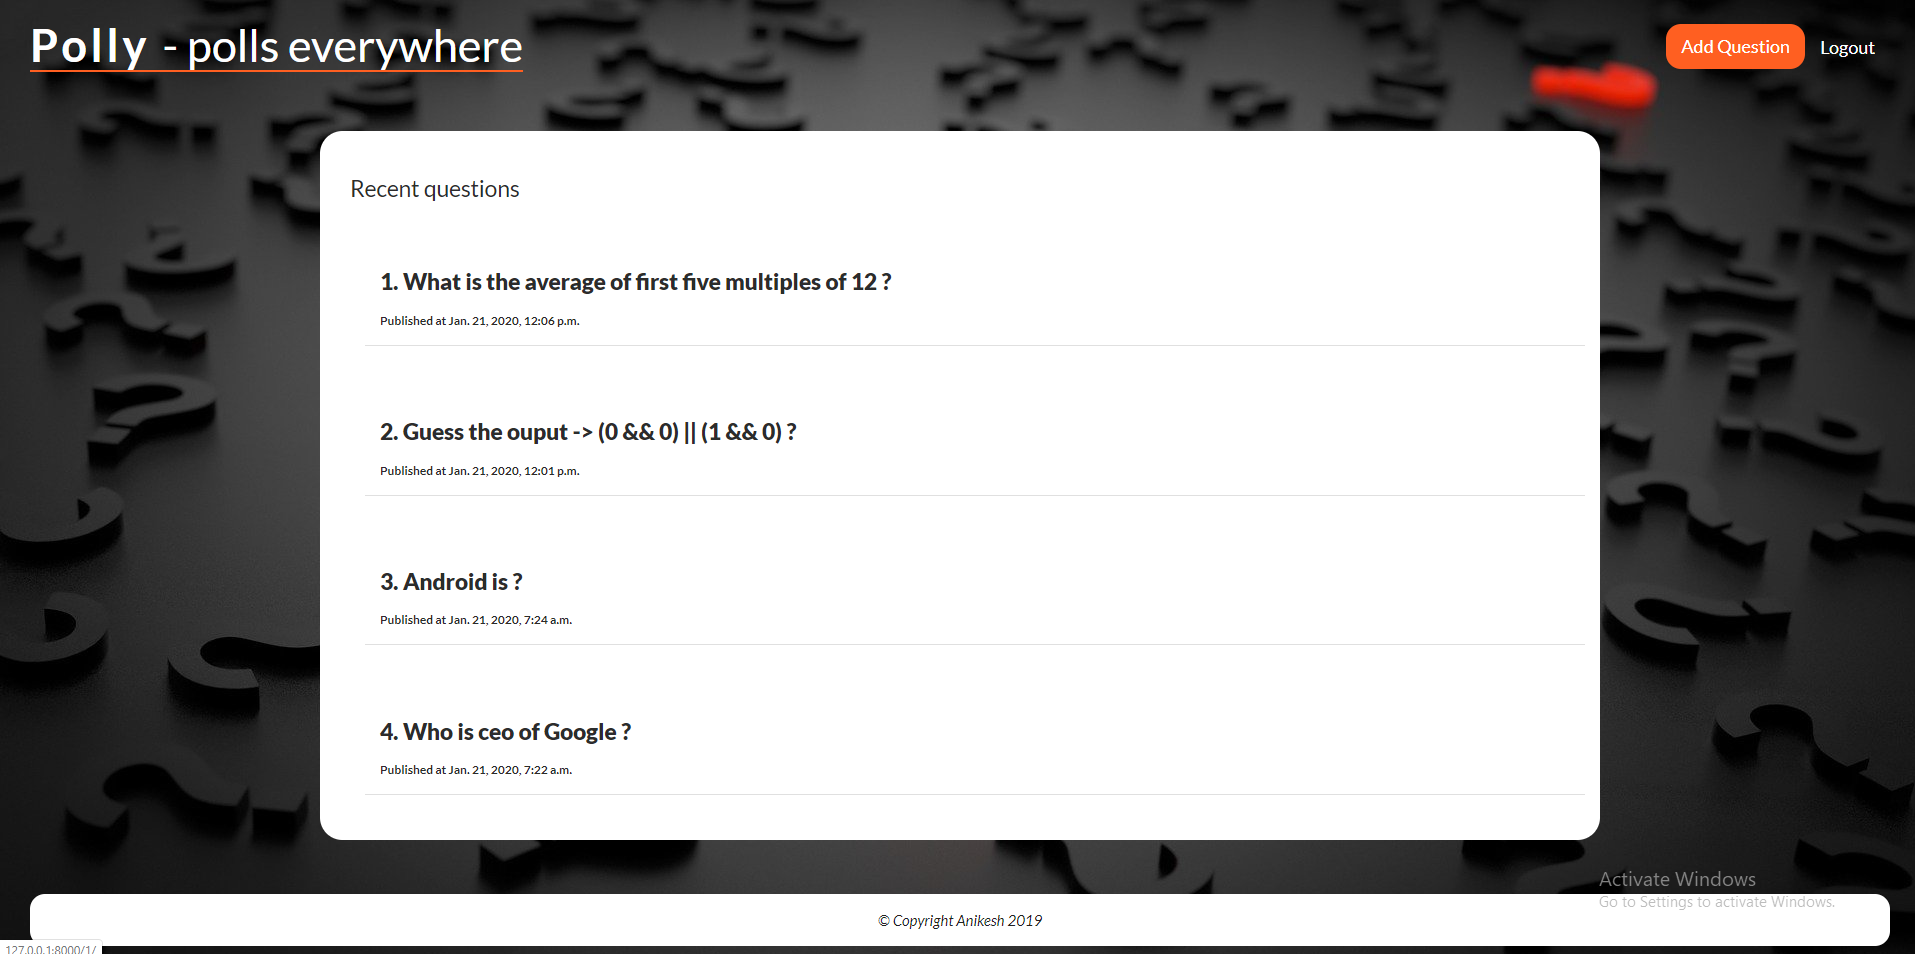 Polly - polls everywhere
Add Question
Logout
Recent questions
1. What is the average of first five multiples of 12 ?
Published at Jan. 21, 2020, 12:06 p.m.
2. Guess the ouput -> (0 && 0) || (1 && 0) ?
Published at Jan. 21, 2020, 12:01 p.m.
3. Android is ?
Published at Jan. 21, 2020, 7:24 a.m.
4. Who is ceo of Google ?
Published at Jan. 21, 2020, 7:22 a.m.
Activate Windows
Go to Settings to activate Windows.
© Copyright Anikesh 2019
127.0.0.1:8000/1/